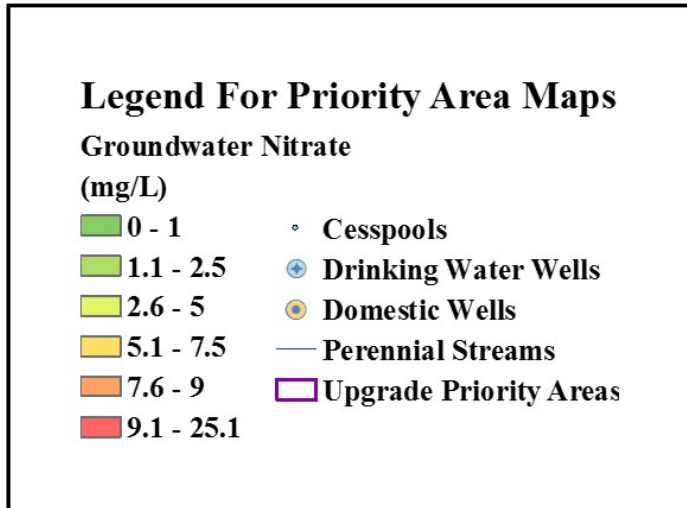 Legend For Priority Area Maps
Groundwater Nitrate
(mg/L)
0 - 1
1.1 - 2.5
2.6 - 5
5.1 - 7.5
7.6 - 9
9.1 - 25.1
Cesspools
Drinking Water Wells
Domestic Wells
Perennial Streams
Upgrade Priority Areas